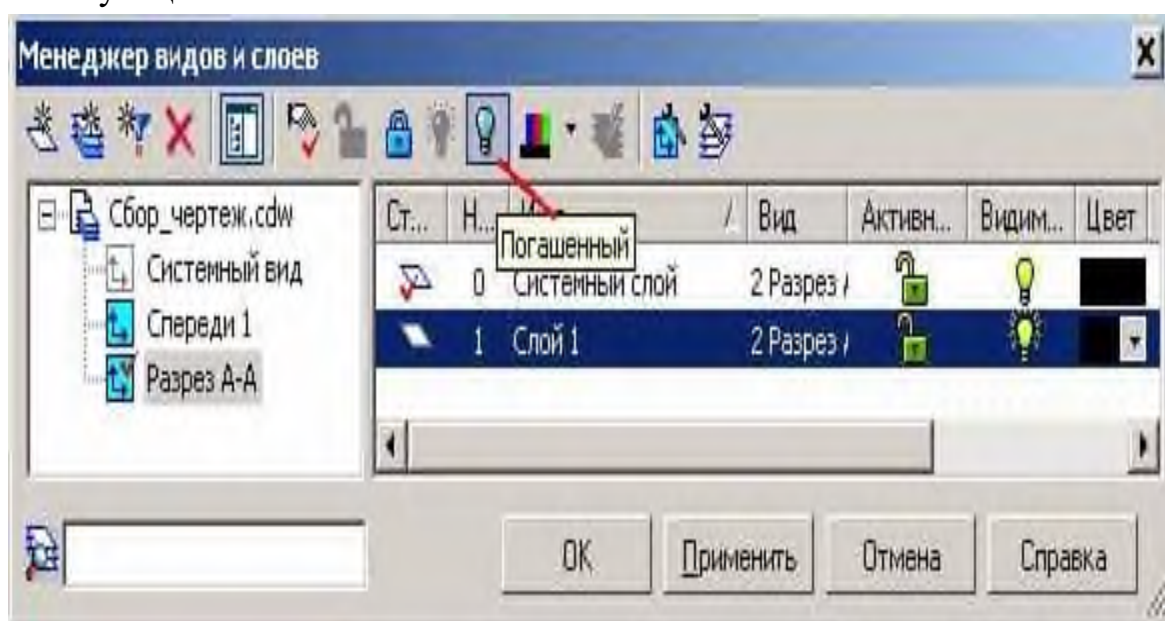 Менеджер видов и слоев
Сбор_чертеж.cdw
Системный вид
Спереди 1
Разрез А-А
Ст... Н... / Вид Активн... Видим... Цвет
Погашенный
0 Системный слой 2 Разрез
1 Слой 1 2 Разрез
OK Применить Отмена Справка